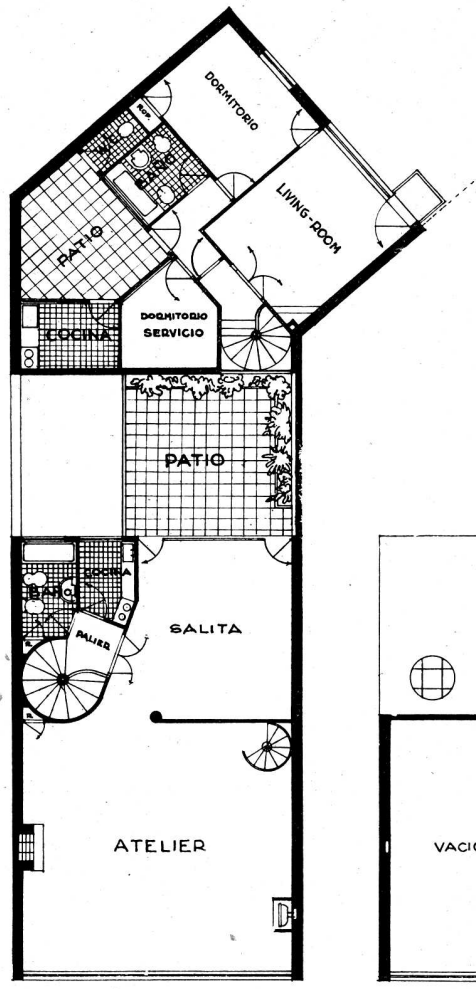 DORMITORIO
ROP.
W.C.
BAÑO
LIVING-ROOM
PATIO
COCINA
DORMITORIO
SERVICIO
PATIO
BAÑO
COCINA
PALIER
SALITA
ATELIER
VACIO